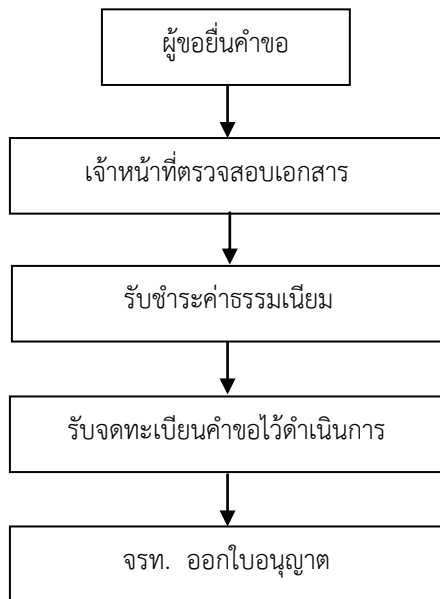 ผู้ขอยื่นคำขอ
เจ้าหน้าที่ตรวจสอบเอกสาร
รับชำระค่าธรรมเนียม
รับจดทะเบียนคำขอไว้ดำเนินการ
จรท. ออกใบอนุญาต